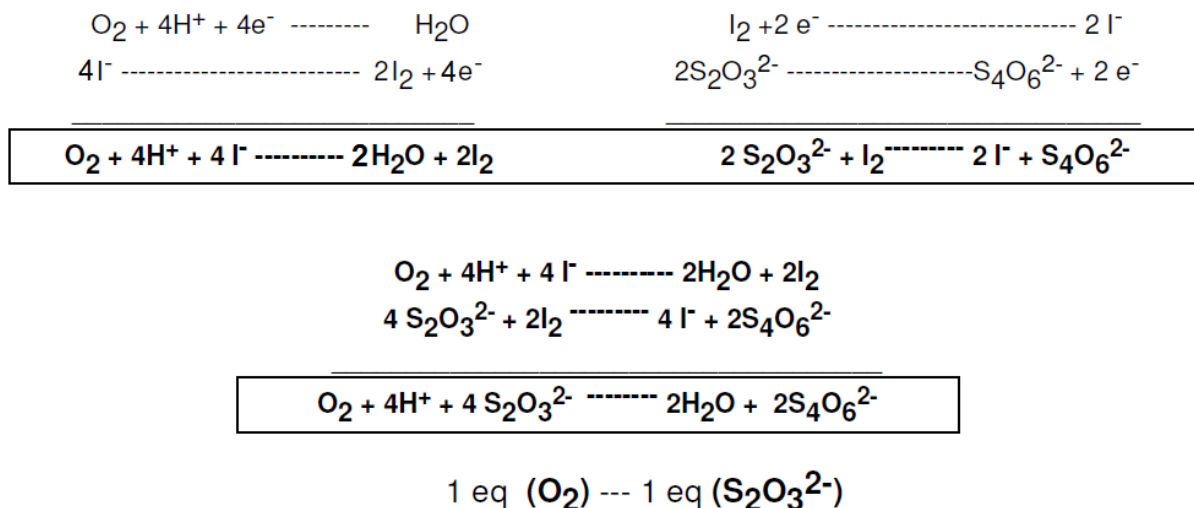 O₂ + 4H⁺ + 4e⁻ --------- H₂O
4I⁻ --------------------------- 2I₂ + 4e⁻
O₂ + 4H⁺ + 4 I⁻ ---------- 2H₂O + 2I₂
I₂ +2 e⁻ ----------------------------- 2 I⁻
2S₂O₃²⁻ ---------------------S₄O₆²⁻ + 2 e⁻
2 S₂O₃²⁻ + I₂--------- 2 I⁻ + S₄O₆²⁻
O₂ + 4H⁺ + 4 I⁻ ---------- 2H₂O + 2I₂
4 S₂O₃²⁻ + 2I₂ --------- 4 I⁻ + 2S₄O₆²⁻
O₂ + 4H⁺ + 4 S₂O₃²⁻ -------- 2H₂O + 2S₄O₆²⁻
1 eq (O₂) --- 1 eq (S₂O₃²⁻)